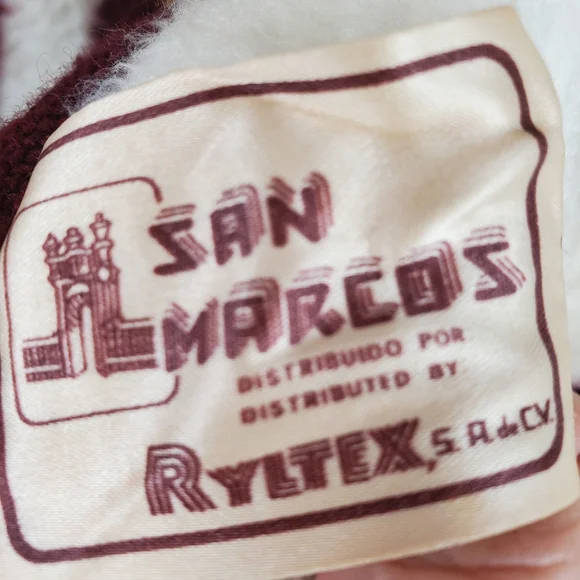 SAN
MARCOS
DISTRIBUIDO POR
DISTRIBUTED BY
RYLTEX, S.A. de C.V.